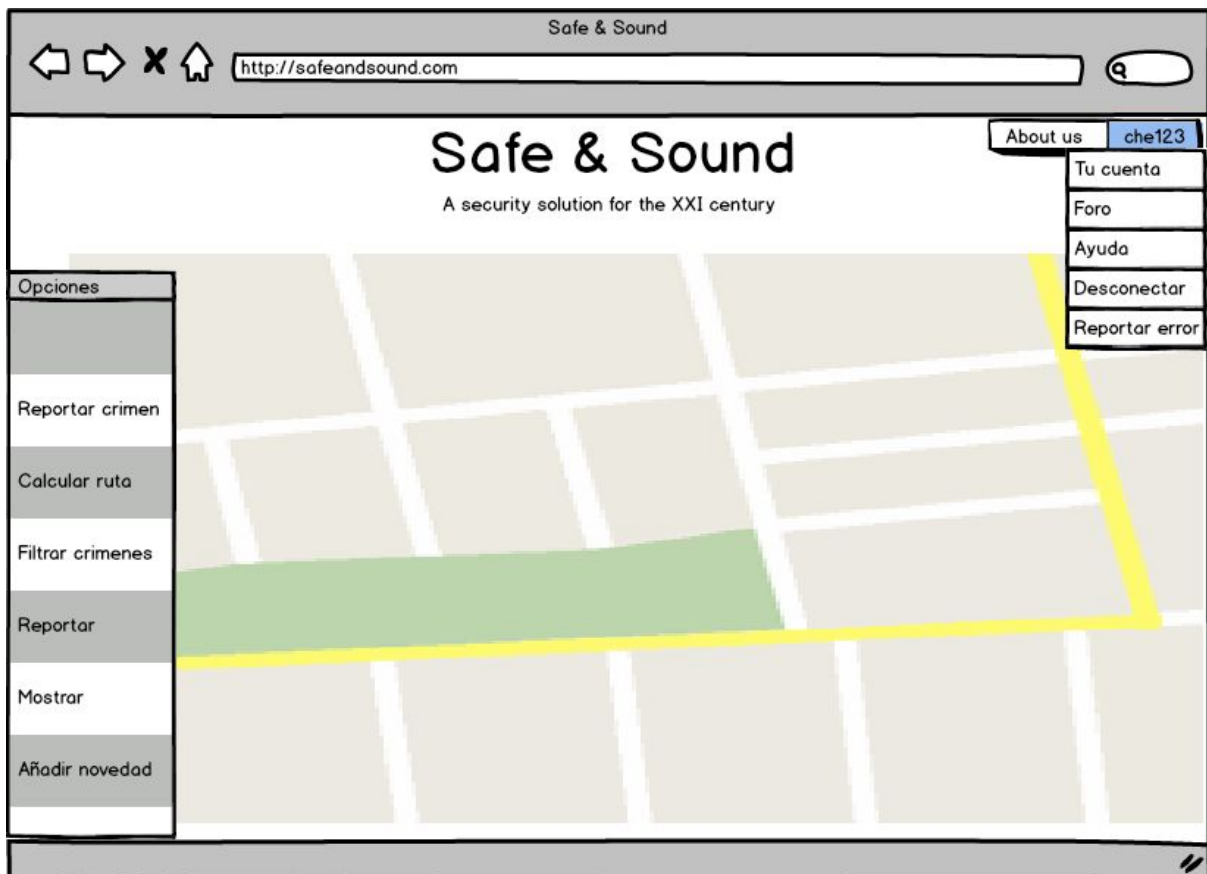 Safe & Sound
http://safeandsound.com
About us
che123
Safe & Sound
A security solution for the XXI century
Tu cuenta
Foro
Ayuda
Desconectar
Reportar error
Opciones
Reportar crimen
Calcular ruta
Filtrar crimenes
Reportar
Mostrar
Añadir novedad